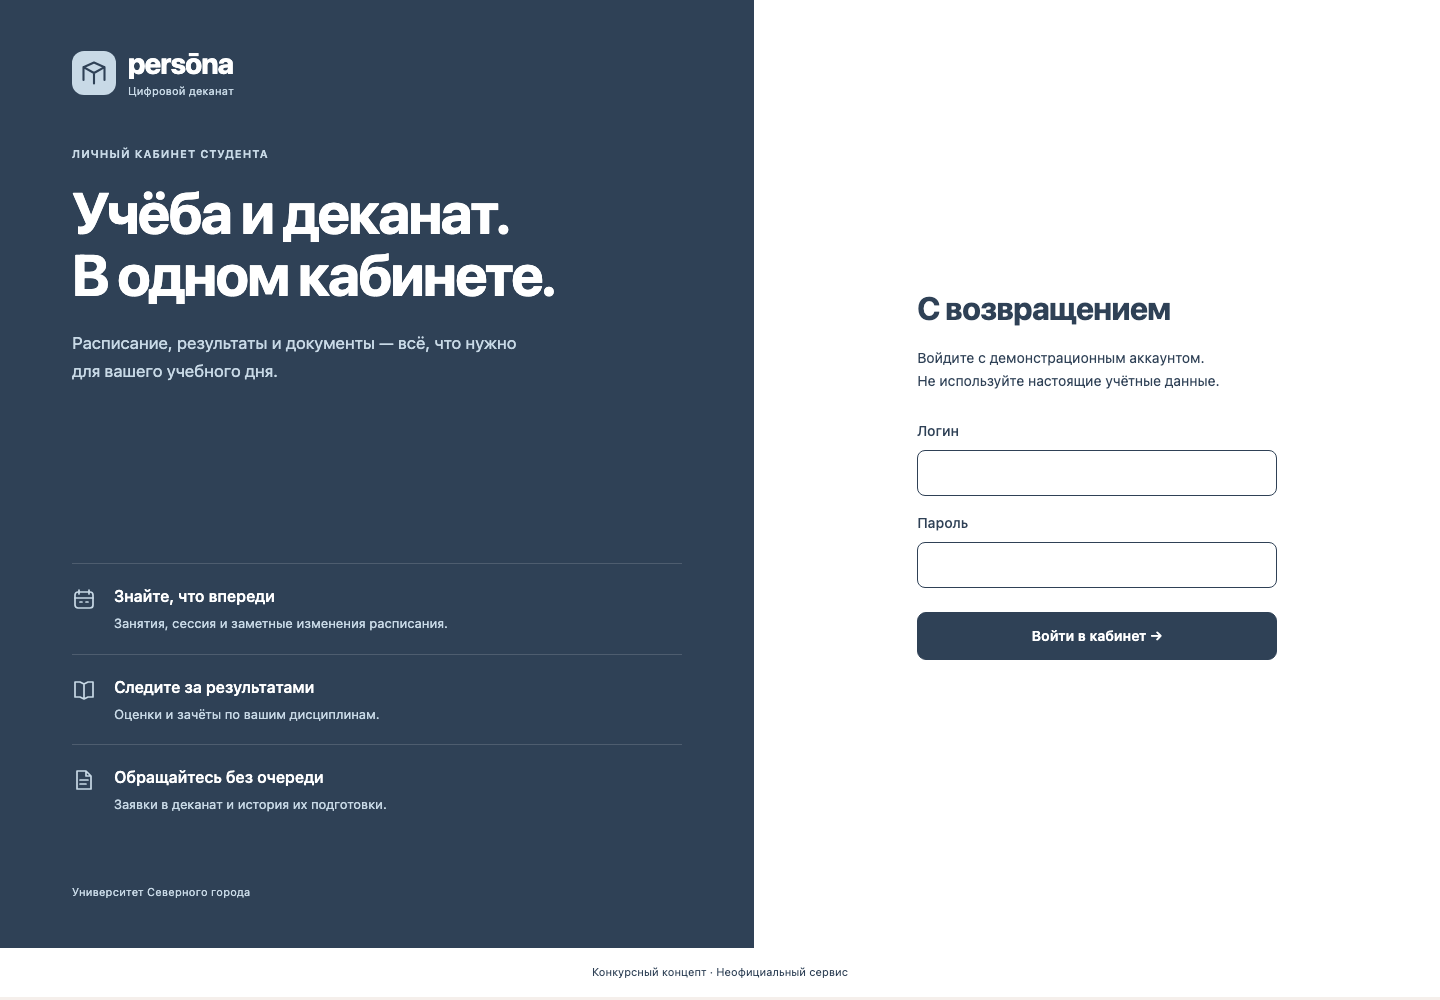 persōna
Цифровой деканат
ЛИЧНЫЙ КАБИНЕТ СТУДЕНТА
Учёба и деканат.
В одном кабинете.
Расписание, результаты и документы — всё, что нужно
для вашего учебного дня.
Знайте, что впереди
Занятия, сессия и заметные изменения расписания.
Следите за результатами
Оценки и зачёты по вашим дисциплинам.
Обращайтесь без очереди
Заявки в деканат и история их подготовки.
Университет Северного города
С возвращением
Войдите с демонстрационным аккаунтом.
Не используйте настоящие учётные данные.
Логин
Пароль
Войти в кабинет →
Конкурсный концепт · Неофициальный сервис